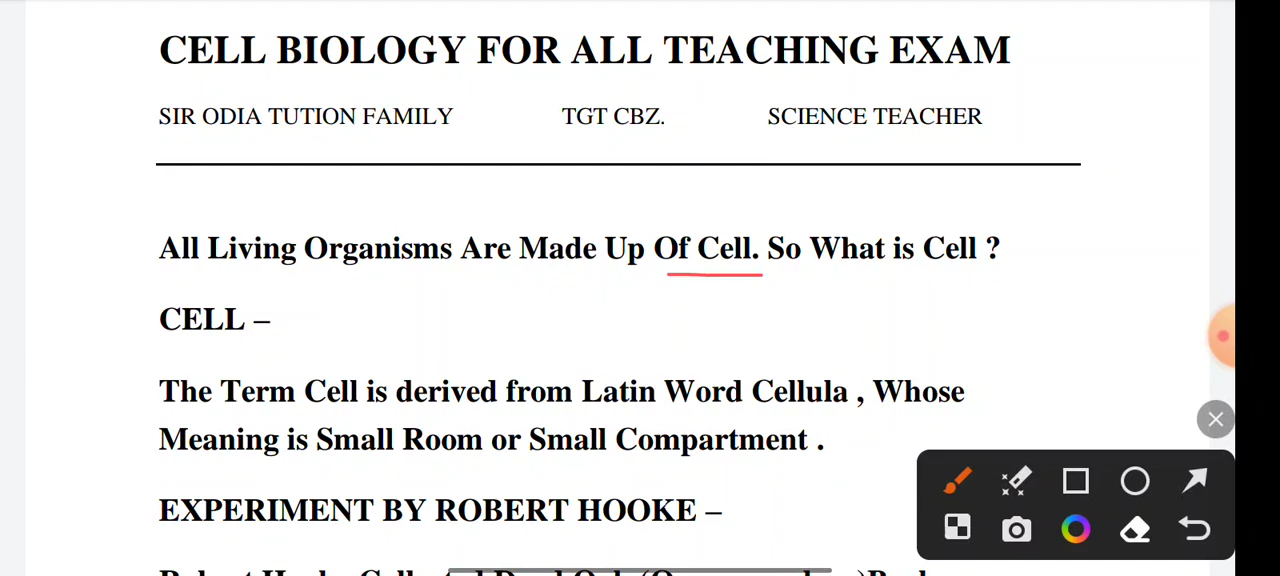 CELL BIOLOGY FOR ALL TEACHING EXAM
SIR ODIA TUTION FAMILY TGT CBZ. SCIENCE TEACHER
All Living Organisms Are Made Up Of Cell. So What is Cell ?
CELL –
The Term Cell is derived from Latin Word Cellula , Whose
Meaning is Small Room or Small Compartment .
EXPERIMENT BY ROBERT HOOKE –